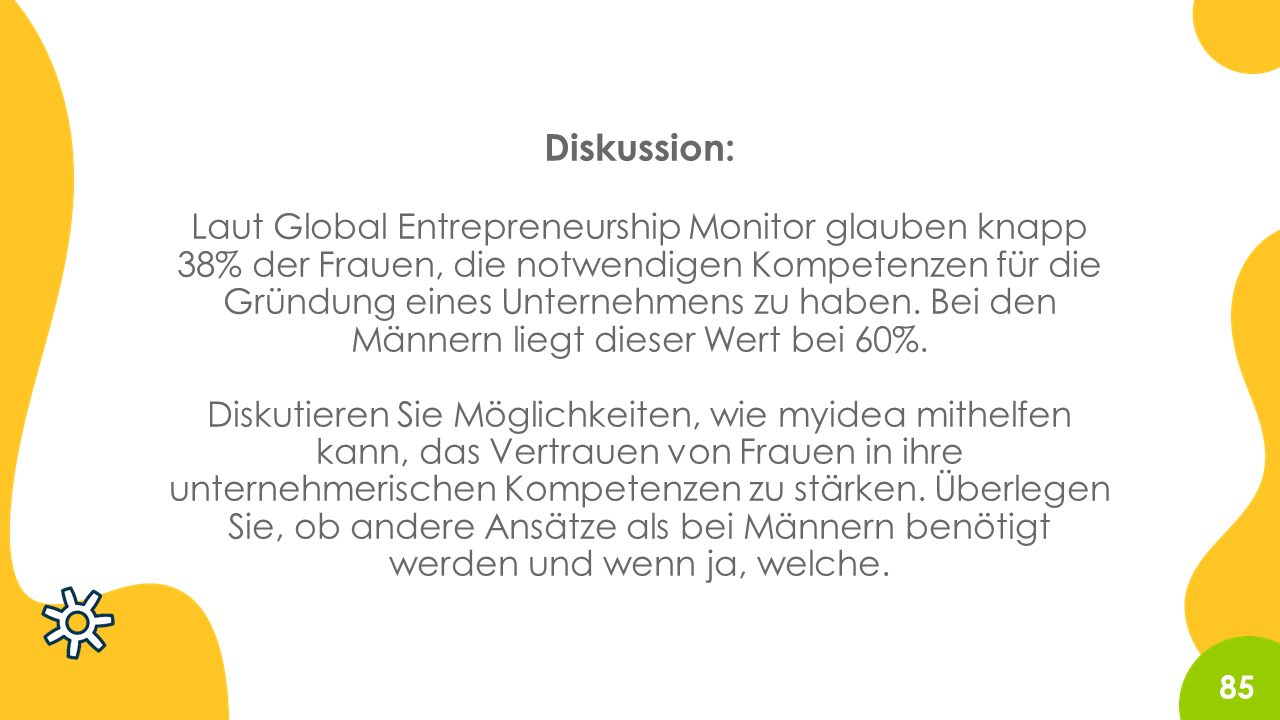 Diskussion:
Laut Global Entrepreneurship Monitor glauben knapp
38% der Frauen, die notwendigen Kompetenzen für die
Gründung eines Unternehmens zu haben. Bei den
Männern liegt dieser Wert bei 60%.
Diskutieren Sie Möglichkeiten, wie myidea mithelfen
kann, das Vertrauen von Frauen in ihre
unternehmerischen Kompetenzen zu stärken. Überlegen
Sie, ob andere Ansätze als bei Männern benötigt
werden und wenn ja, welche.
85